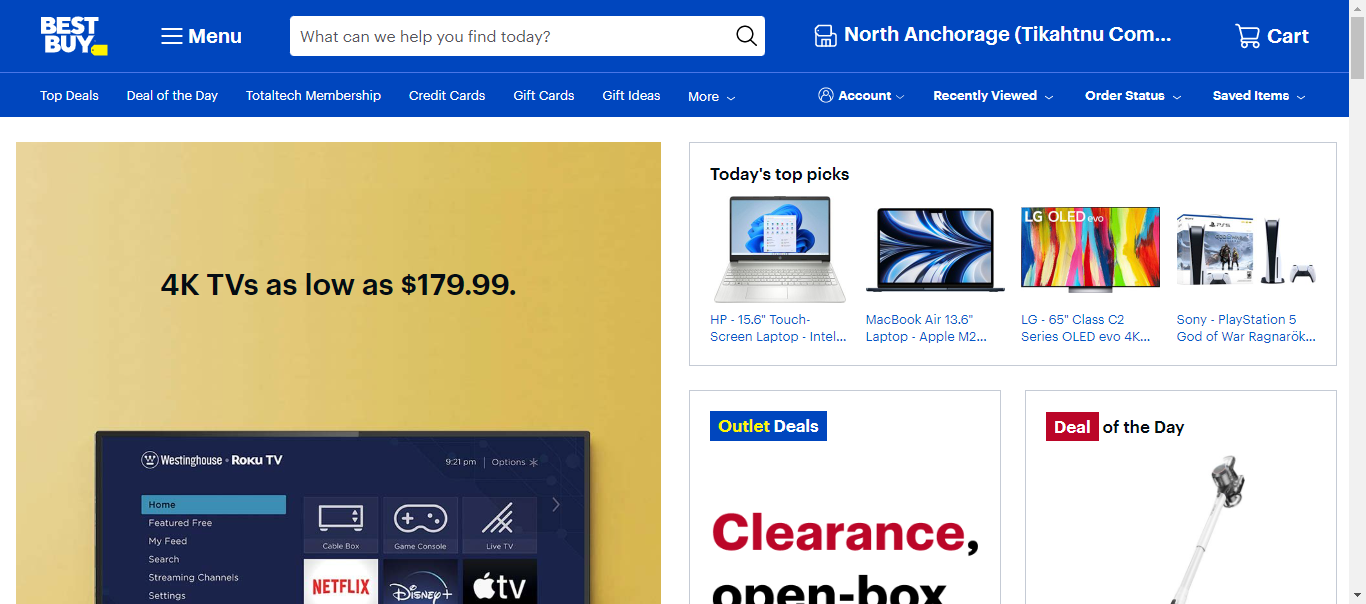 BEST
BUY
Menu
What can we help you find today?
North Anchorage (Tikahtnu Com...
Cart
Top Deals
Deal of the Day
Totaltech Membership
Credit Cards
Gift Cards
Gift Ideas
More
Account
Recently Viewed
Order Status
Saved Items
4K TVs as low as $179.99.
Westinghouse • Roku TV
9:21 pm | Options
Home
Featured Free
My Feed
Search
Streaming Channels
Settings
Cable Box
Game Console
Live TV
NETFLIX
Disney+
tv
Today's top picks
LG OLED evo
HP - 15.6" Touch-
Screen Laptop - Intel...
MacBook Air 13.6"
Laptop - Apple M2...
LG - 65" Class C2
Series OLED evo 4K...
Sony - PlayStation 5
God of War Ragnarök...
Outlet Deals
Clearance,
open-box
Deal of the Day